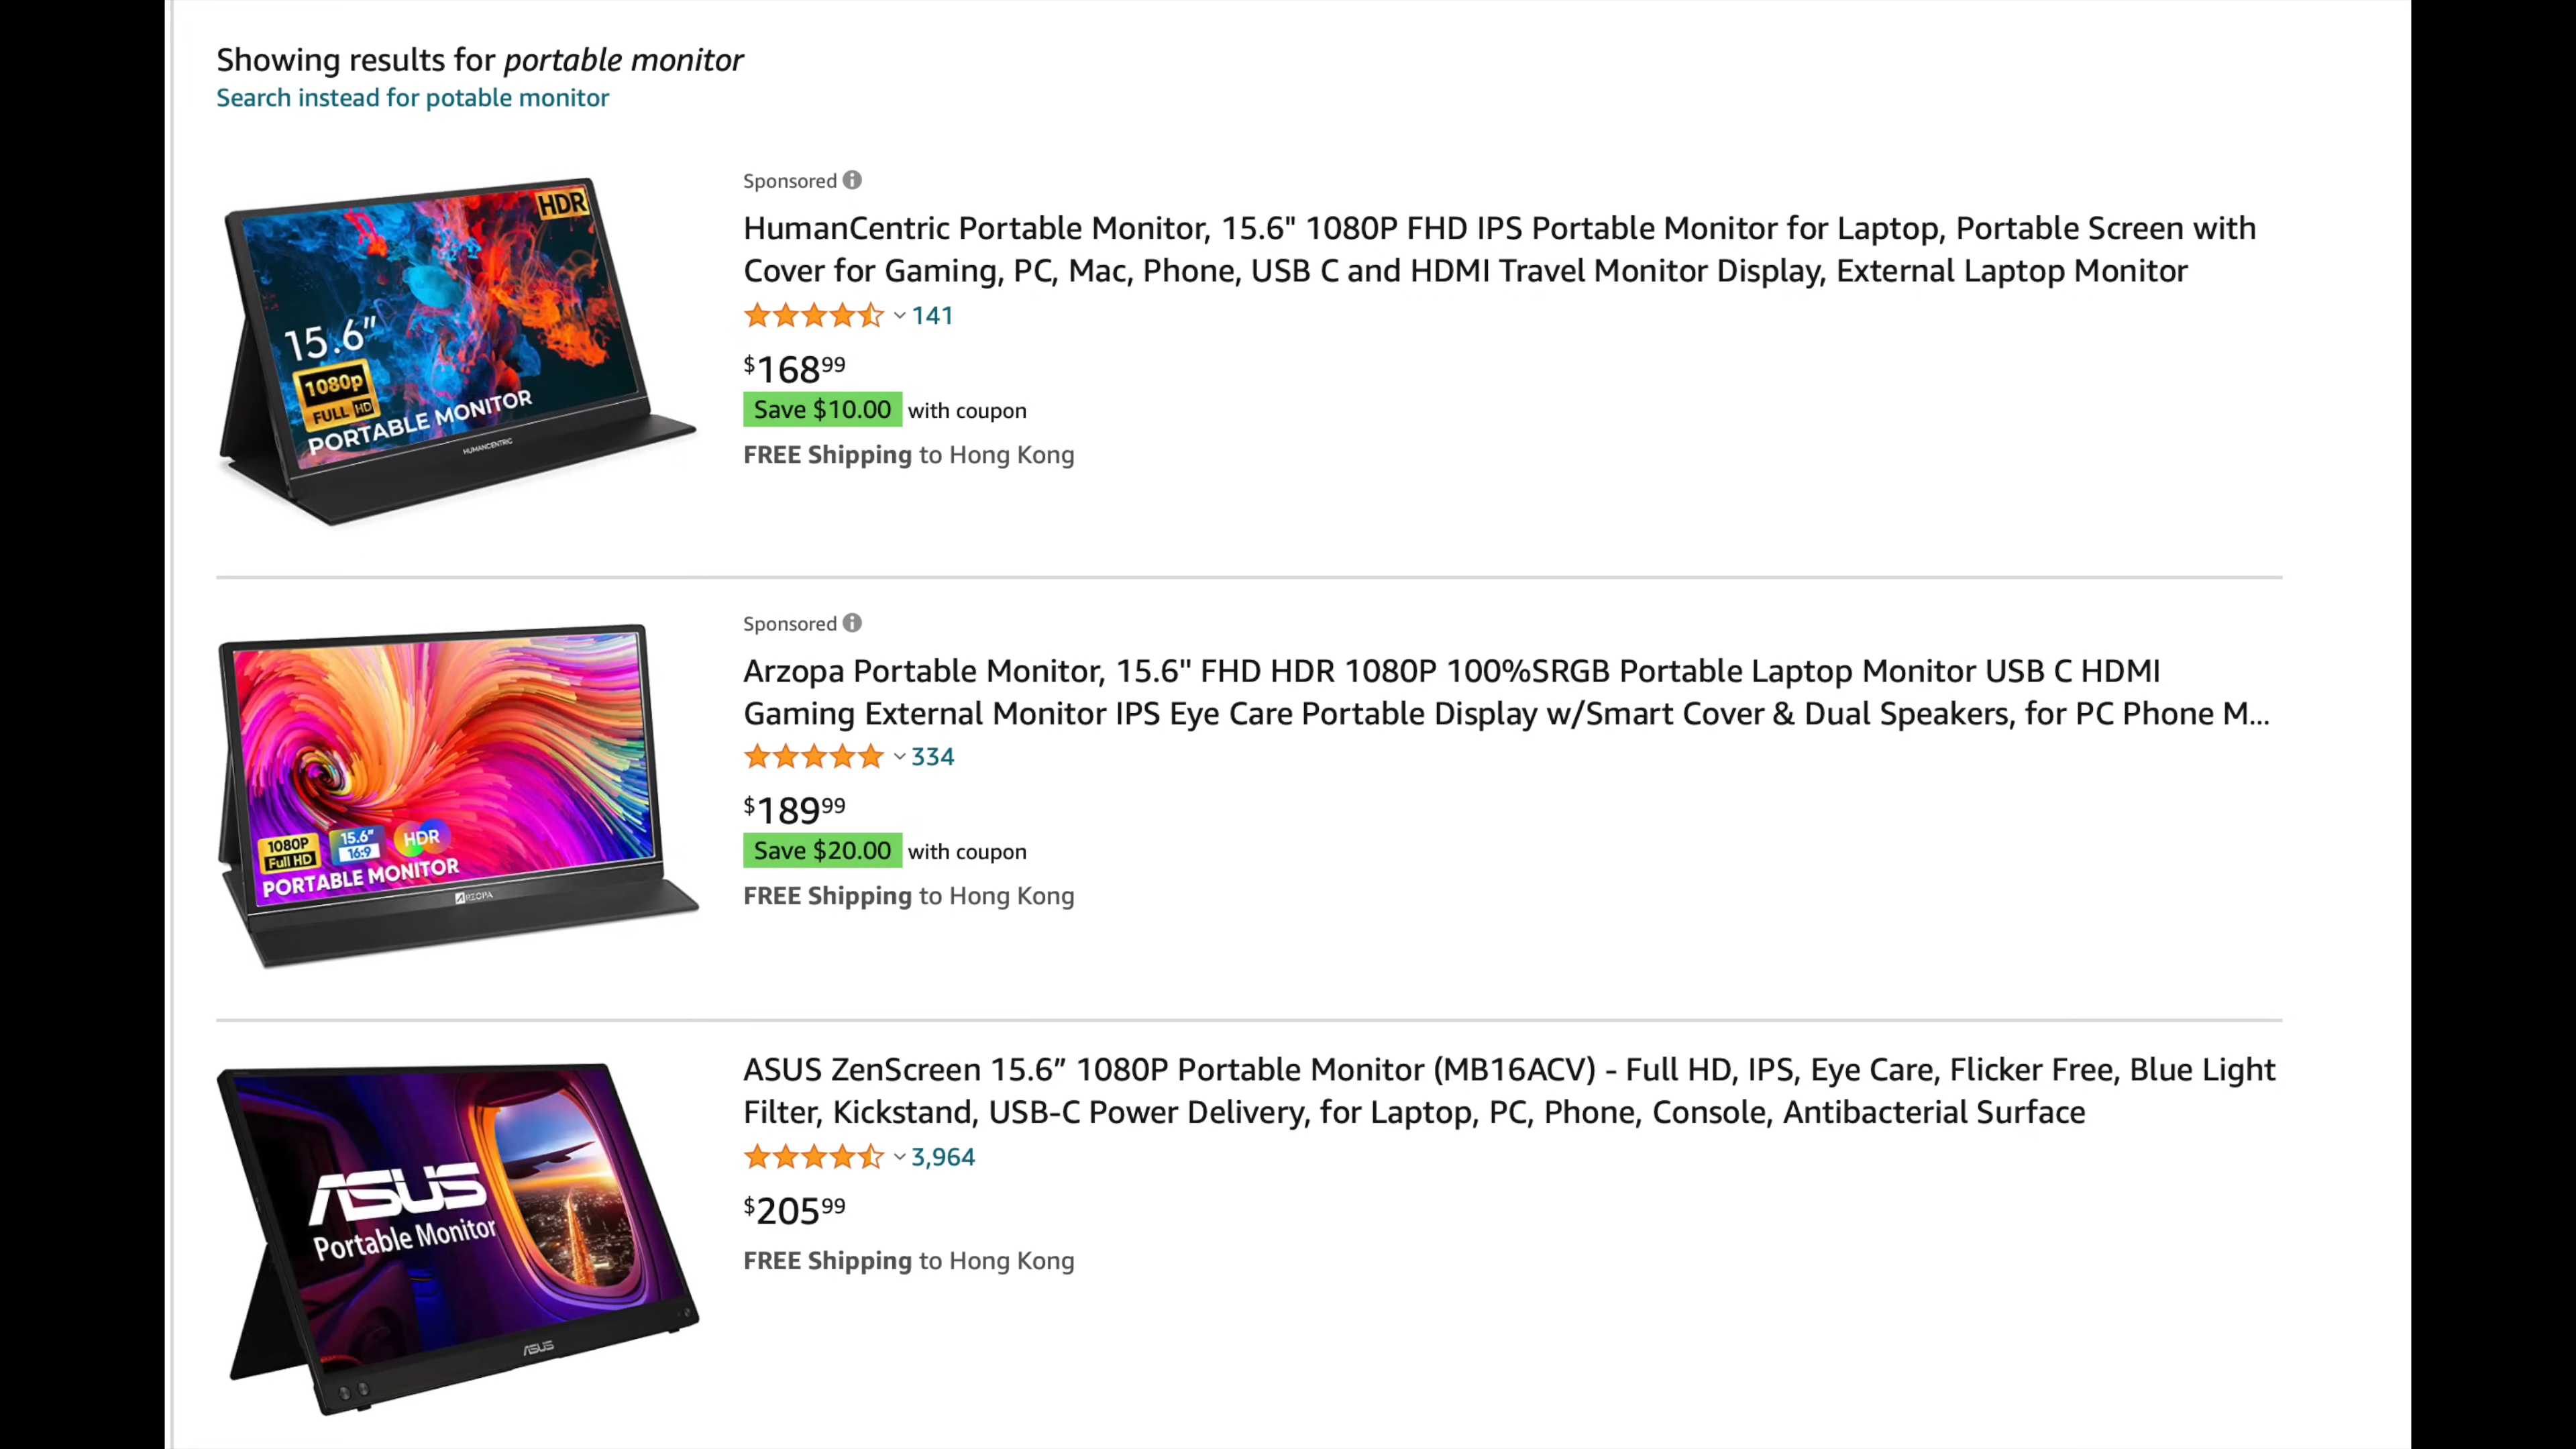 Showing results for portable monitor
Search instead for potable monitor
HDR
15.6"
1080p
FULL HD
PORTABLE MONITOR
HUMANCENTRIC
Sponsored
HumanCentric Portable Monitor, 15.6" 1080P FHD IPS Portable Monitor for Laptop, Portable Screen with
Cover for Gaming, PC, Mac, Phone, USB C and HDMI Travel Monitor Display, External Laptop Monitor
141
$168.99
Save $10.00 with coupon
FREE Shipping to Hong Kong
1080P
Full HD
15.6"
16:9
HDR
PORTABLE MONITOR
ARZOPA
Sponsored
Arzopa Portable Monitor, 15.6" FHD HDR 1080P 100%SRGB Portable Laptop Monitor USB C HDMI
Gaming External Monitor IPS Eye Care Portable Display w/Smart Cover & Dual Speakers, for PC Phone M...
334
$189.99
Save $20.00 with coupon
FREE Shipping to Hong Kong
ASUS
Portable Monitor
ASUS
ASUS ZenScreen 15.6” 1080P Portable Monitor (MB16ACV) - Full HD, IPS, Eye Care, Flicker Free, Blue Light
Filter, Kickstand, USB-C Power Delivery, for Laptop, PC, Phone, Console, Antibacterial Surface
3,964
$205.99
FREE Shipping to Hong Kong